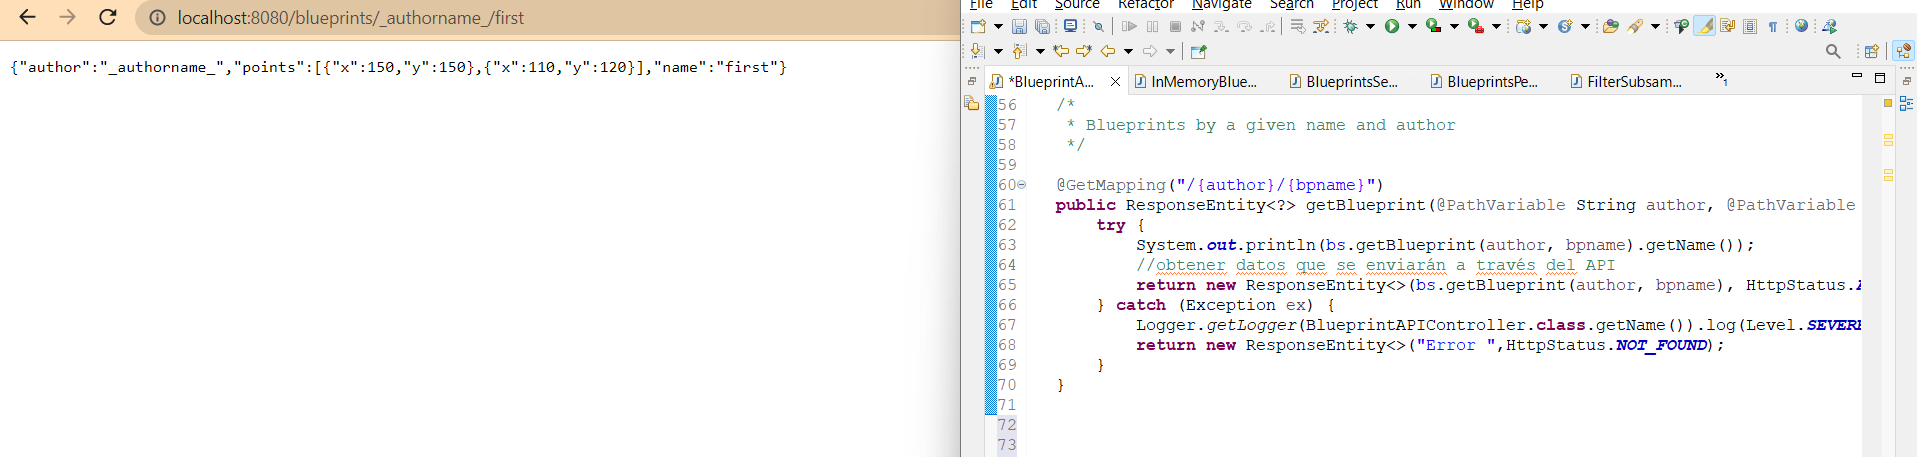 localhost:8080/blueprints/_authorname_/first
{"author":"_authorname_","points":[{"x":150,"y":150},{"x":110,"y":120}],"name":"first"}
File Edit Source Refactor Navigate Search Project Run Window Help
*BlueprintA... InMemoryBlue... BlueprintsSe... BlueprintsPe... FilterSubsam... »1
56 /*
57 * Blueprints by a given name and author
58 */
59
60 @GetMapping("/{author}/{bpname}")
61 public ResponseEntity<?> getBlueprint(@PathVariable String author, @PathVariable
62 try {
63 System.out.println(bs.getBlueprint(author, bpname).getName());
64 //obtener datos que se enviarán a través del API
65 return new ResponseEntity<>(bs.getBlueprint(author, bpname), HttpStatus.
66 } catch (Exception ex) {
67 Logger.getLogger(BlueprintAPIController.class.getName()).log(Level.SEVERE
68 return new ResponseEntity<>("Error ",HttpStatus.NOT_FOUND);
69 }
70 }
71
72
73